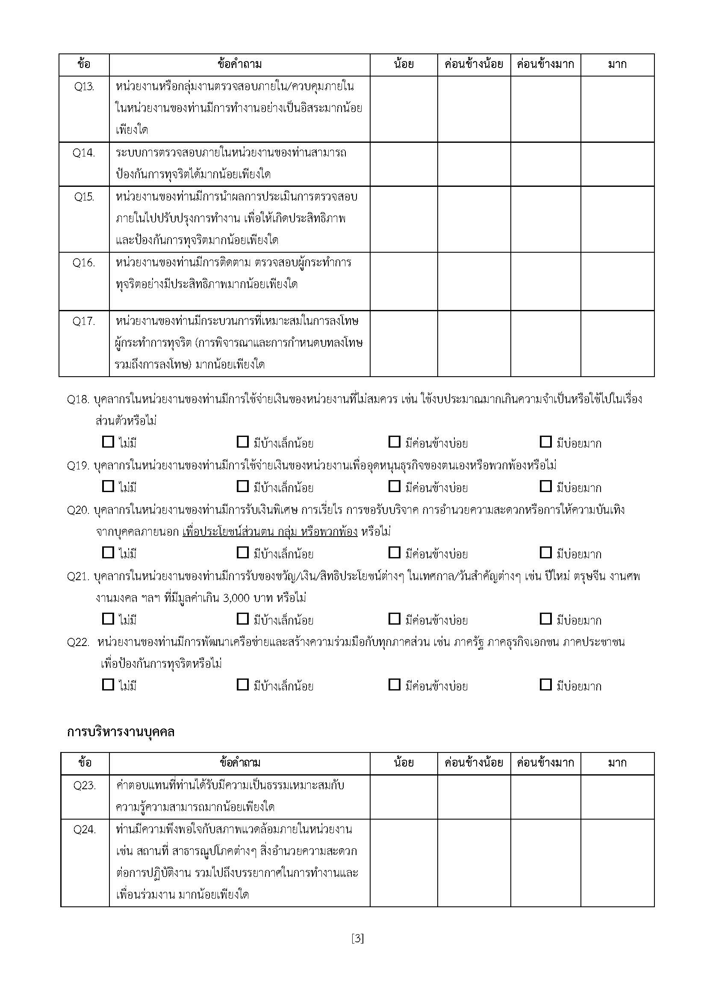 ข้อ ข้อคำถาม น้อย ค่อนข้างน้อย ค่อนข้างมาก มาก
Q13. หน่วยงานหรือกลุ่มงานตรวจสอบภายใน/ควบคุมภายใน
ในหน่วยงานของท่านมีการทำงานอย่างเป็นอิสระมากน้อย
เพียงใด
Q14. ระบบการตรวจสอบภายในหน่วยงานของท่านสามารถ
ป้องกันการทุจริตได้มากน้อยเพียงใด
Q15. หน่วยงานของท่านมีการนำผลการประเมินการตรวจสอบ
ภายในไปปรับปรุงการทำงาน เพื่อให้เกิดประสิทธิภาพ
และป้องกันการทุจริตมากน้อยเพียงใด
Q16. หน่วยงานของท่านมีการติดตาม ตรวจสอบผู้กระทำการ
ทุจริตอย่างมีประสิทธิภาพมากน้อยเพียงใด
Q17. หน่วยงานของท่านมีกระบวนการที่เหมาะสมในการลงโทษ
ผู้กระทำการทุจริต (การพิจารณาและการกำหนดบทลงโทษ
รวมถึงการลงโทษ) มากน้อยเพียงใด
Q18. บุคลากรในหน่วยงานของท่านมีการใช้จ่ายเงินของหน่วยงานที่ไม่สมควร เช่น ใช้งบประมาณมากเกินความจำเป็นหรือใช้ไปในเรื่อง
ส่วนตัวหรือไม่
☐ ไม่มี ☐ มีบ้างเล็กน้อย ☐ มีค่อนข้างบ่อย ☐ มีบ่อยมาก
Q19. บุคลากรในหน่วยงานของท่านมีการใช้จ่ายเงินของหน่วยงานเพื่ออุดหนุนธุรกิจของตนเองหรือพวกพ้องหรือไม่
☐ ไม่มี ☐ มีบ้างเล็กน้อย ☐ มีค่อนข้างบ่อย ☐ มีบ่อยมาก
Q20. บุคลากรในหน่วยงานของท่านมีการรับเงินพิเศษ การเรี่ยไร การขอรับบริจาค การอำนวยความสะดวกหรือการให้ความบันเทิง
จากบุคคลภายนอก เพื่อประโยชน์ส่วนตน กลุ่ม หรือพวกพ้อง หรือไม่
☐ ไม่มี ☐ มีบ้างเล็กน้อย ☐ มีค่อนข้างบ่อย ☐ มีบ่อยมาก
Q21. บุคลากรในหน่วยงานของท่านมีการรับของขวัญ/เงิน/สิทธิประโยชน์ต่างๆ ในเทศกาล/วันสำคัญต่างๆ เช่น ปีใหม่ ตรุษจีน งานศพ
งานมงคล ฯลฯ ที่มีมูลค่าเกิน 3,000 บาท หรือไม่
☐ ไม่มี ☐ มีบ้างเล็กน้อย ☐ มีค่อนข้างบ่อย ☐ มีบ่อยมาก
Q22. หน่วยงานของท่านมีการพัฒนาเครือข่ายและสร้างความร่วมมือกับทุกภาคส่วน เช่น ภาครัฐ ภาคธุรกิจเอกชน ภาคประชาชน
เพื่อป้องกันการทุจริตหรือไม่
☐ ไม่มี ☐ มีบ้างเล็กน้อย ☐ มีค่อนข้างบ่อย ☐ มีบ่อยมาก
การบริหารงานบุคคล
ข้อ ข้อคำถาม น้อย ค่อนข้างน้อย ค่อนข้างมาก มาก
Q23. ค่าตอบแทนที่ท่านได้รับมีความเป็นธรรมเหมาะสมกับ
ความรู้ความสามารถมากน้อยเพียงใด
Q24. ท่านมีความพึงพอใจกับสภาพแวดล้อมภายในหน่วยงาน
เช่น สถานที่ สาธารณูปโภคต่างๆ สิ่งอำนวยความสะดวก
ต่อการปฏิบัติงาน รวมไปถึงบรรยากาศในการทำงานและ
เพื่อนร่วมงาน มากน้อยเพียงใด
[3]